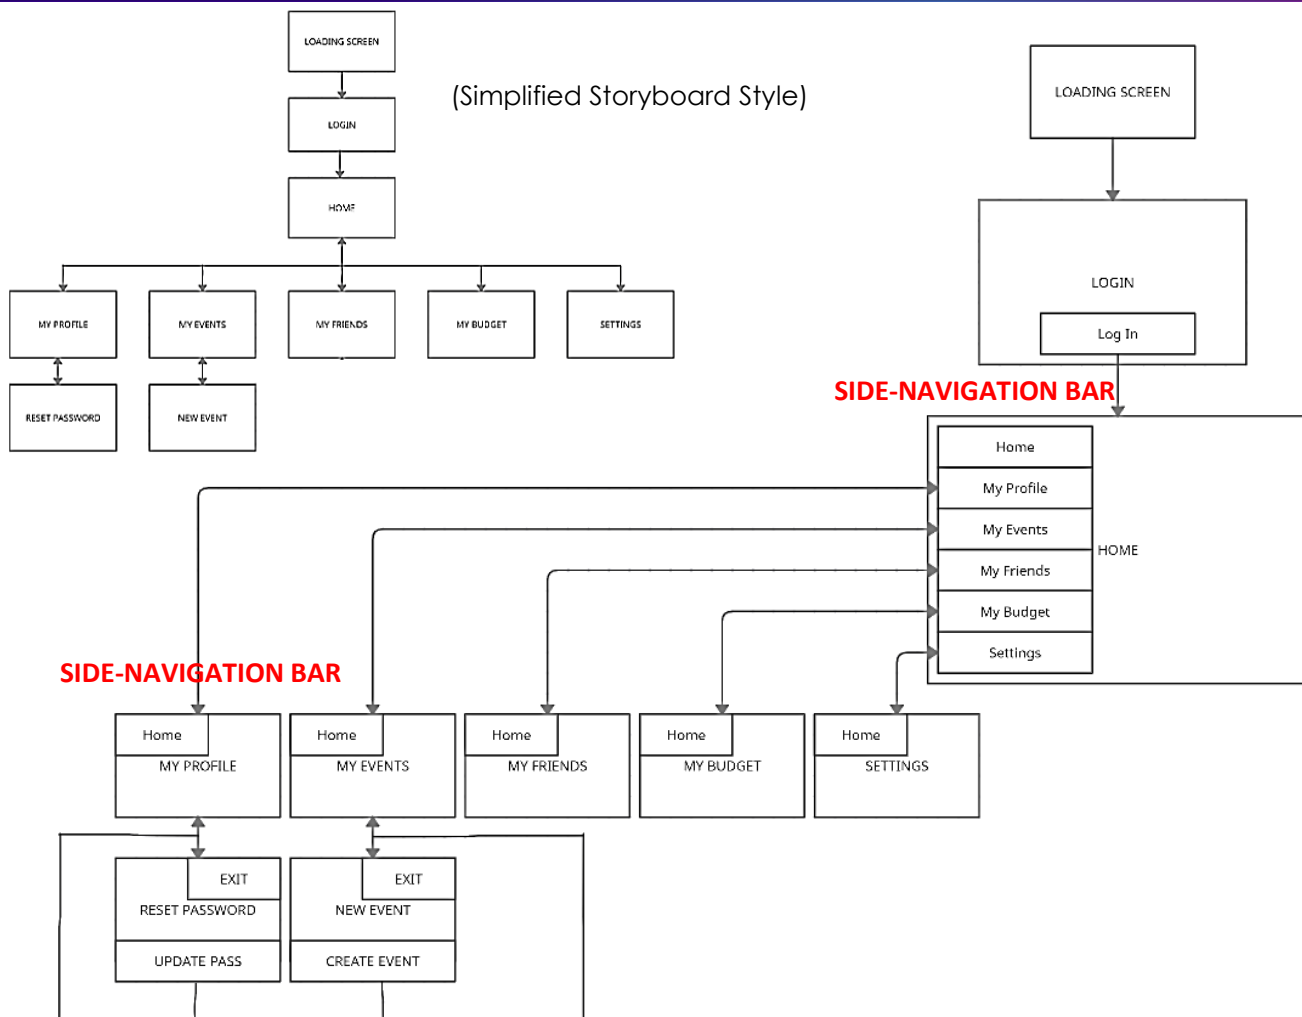 LOADING SCREEN
(Simplified Storyboard Style)
LOGIN
HOME
MY PROFILE
MY EVENTS
MY FRIENDS
MY BUDGET
SETTINGS
RESET PASSWORD
NEW EVENT
LOADING SCREEN
LOGIN
Log In
SIDE-NAVIGATION BAR
Home
My Profile
My Events
My Friends
My Budget
Settings
HOME
SIDE-NAVIGATION BAR
Home
MY PROFILE
Home
MY EVENTS
Home
MY FRIENDS
Home
MY BUDGET
Home
SETTINGS
EXIT
RESET PASSWORD
UPDATE PASS
EXIT
NEW EVENT
CREATE EVENT